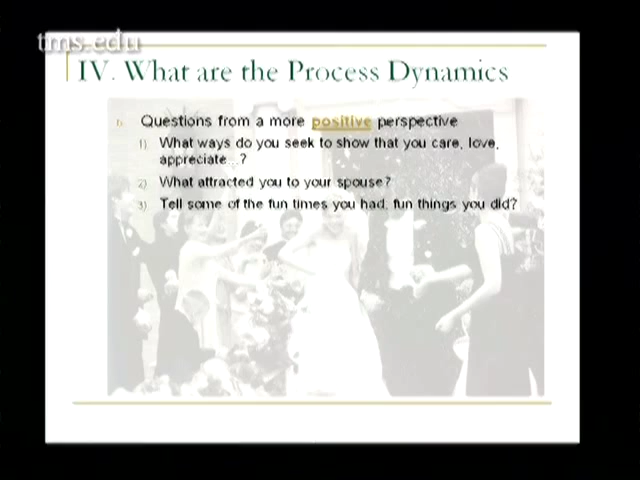 tms.edu
IV. What are the Process Dynamics
Questions from a more positive perspective
1) What ways do you seek to show that you care, love,
appreciate...?
2) What attracted you to your spouse?
3) Tell some of the fun times you had, fun things you did?